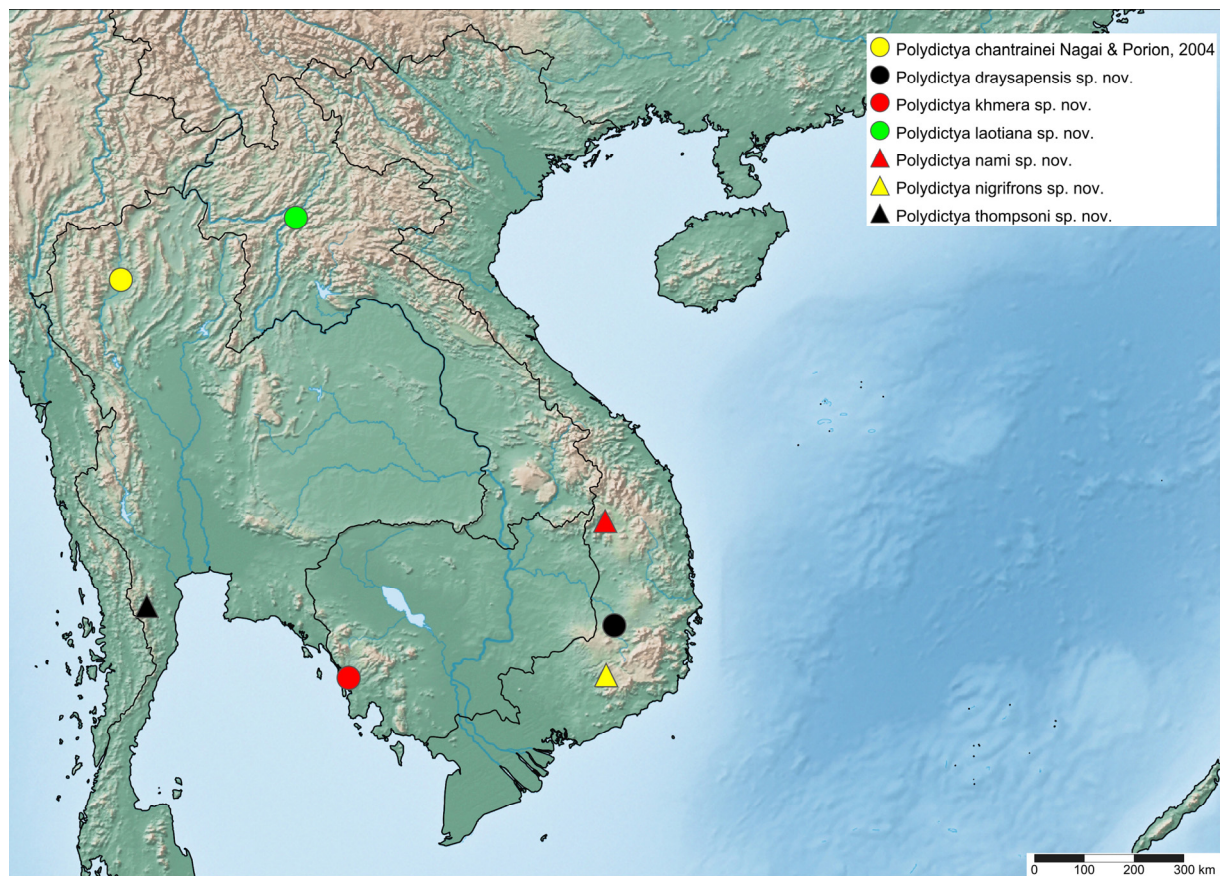 Polydictya chantrainei Nagai & Porion, 2004
Polydictya draysapensis sp. nov.
Polydictya khmera sp. nov.
Polydictya laotiana sp. nov.
Polydictya nami sp. nov.
Polydictya nigrifrons sp. nov.
Polydictya thompsoni sp. nov.
0 100 200 300 km